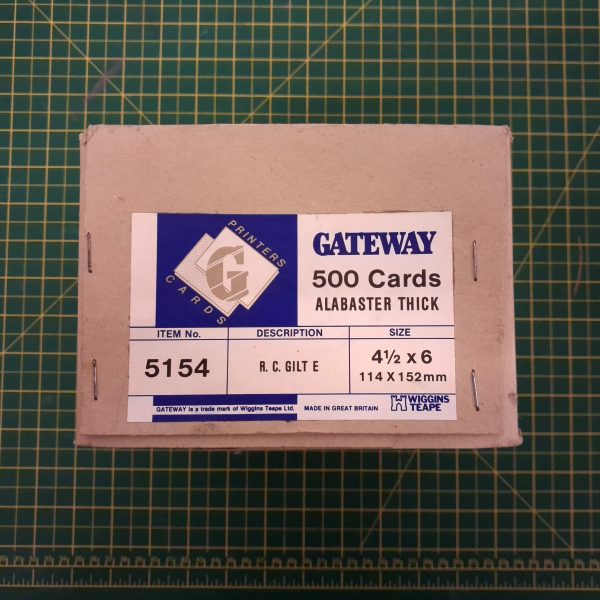 PRINTERS
CARDS
G
GATEWAY
500 Cards
ALABASTER THICK
ITEM No. DESCRIPTION SIZE
5154 R. C. GILT E 4½ x 6
114 X 152mm
GATEWAY is a trade mark of Wiggins Teape Ltd. MADE IN GREAT BRITAIN WIGGINS
TEAPE